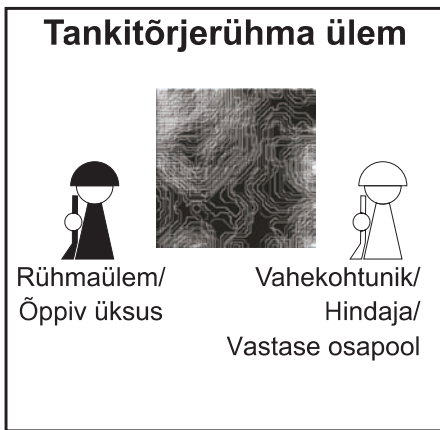 Tankitõrjerühma ülem
Rühmaülem/
Õppiv üksus
Vahekohtunik/
Hindaja/
Vastase osapool